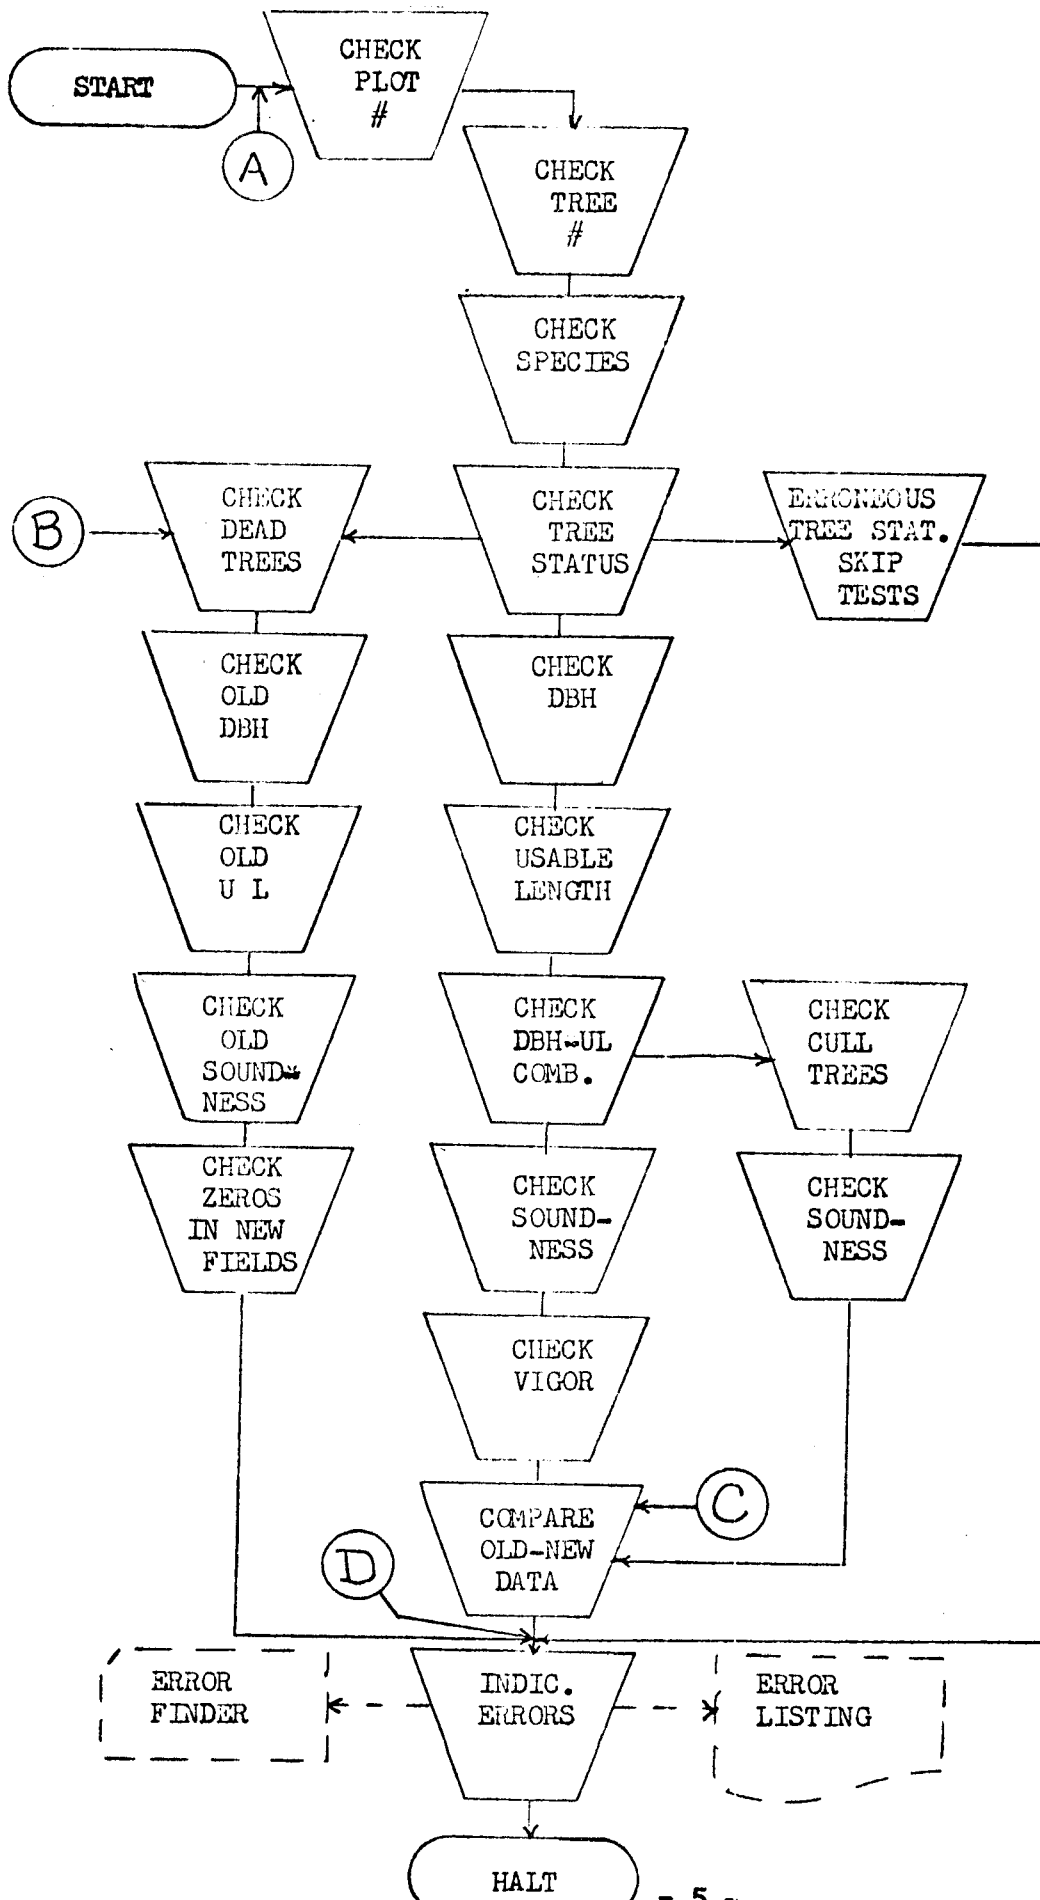 START
CHECK
PLOT
#
A
CHECK
TREE
#
CHECK
SPECIES
B
CHECK
DEAD
TREES
CHECK
TREE
STATUS
ERRONEOUS
TREE STAT.
SKIP
TESTS
CHECK
OLD
DBH
CHECK
DBH
CHECK
OLD
U L
CHECK
USABLE
LENGTH
CHECK
OLD
SOUND-
NESS
CHECK
DBH-UL
COMB.
CHECK
CULL
TREES
CHECK
ZEROS
IN NEW
FIELDS
CHECK
SOUND-
NESS
CHECK
SOUND-
NESS
CHECK
VIGOR
C
COMPARE
OLD-NEW
DATA
D
ERROR
FINDER
INDIC.
ERRORS
ERROR
LISTING
HALT
- 5 -